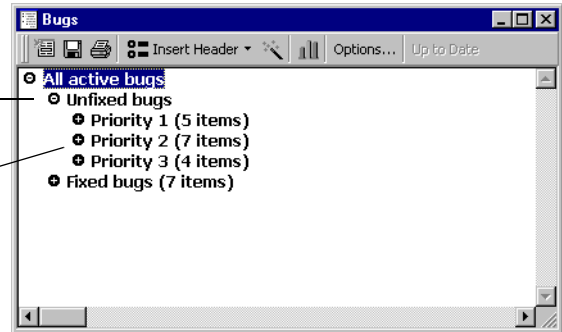 Bugs
Insert Header Options... Up to Date
All active bugs
Unfixed bugs
Priority 1 (5 items)
Priority 2 (7 items)
Priority 3 (4 items)
Fixed bugs (7 items)